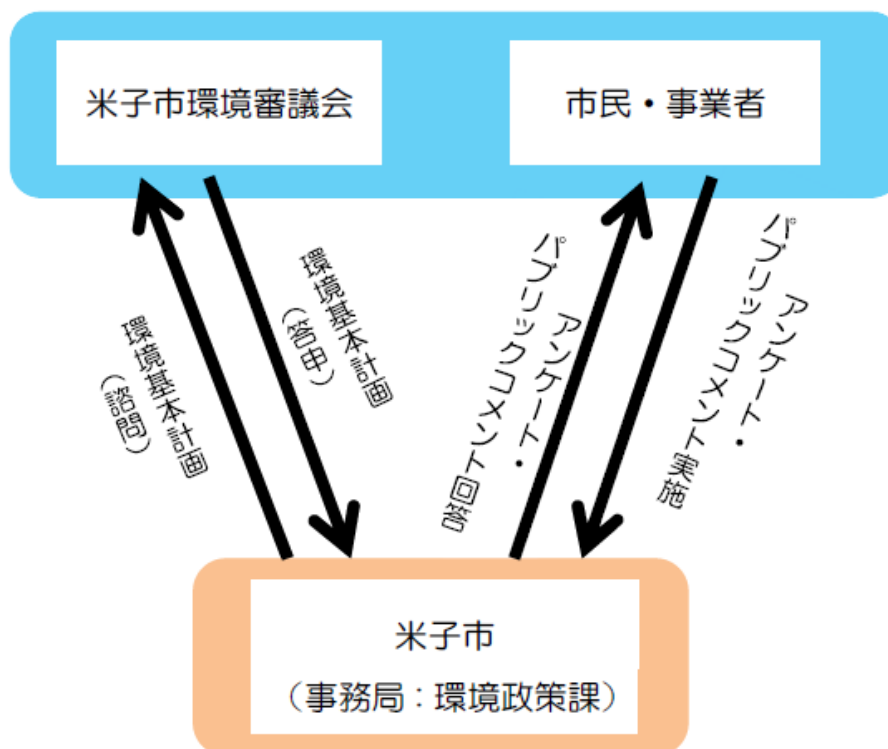 米子市環境審議会
市民・事業者
環境基本計画
（諮問）
環境基本計画
（答申）
アンケート・
パブリックコメント回答
アンケート・
パブリックコメント実施
米子市
（事務局：環境政策課）